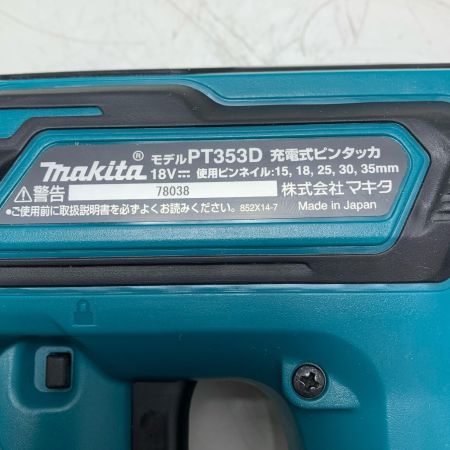 makita® モデルPT353D 充電式ピンタッカ
18V⎓ 使用ピンネイル:15, 18, 25, 30, 35mm
⚠警告 78038 株式会社マキタ
●ご使用前に取扱説明書を必ずよくお読みください。 852X14-7 Made in Japan